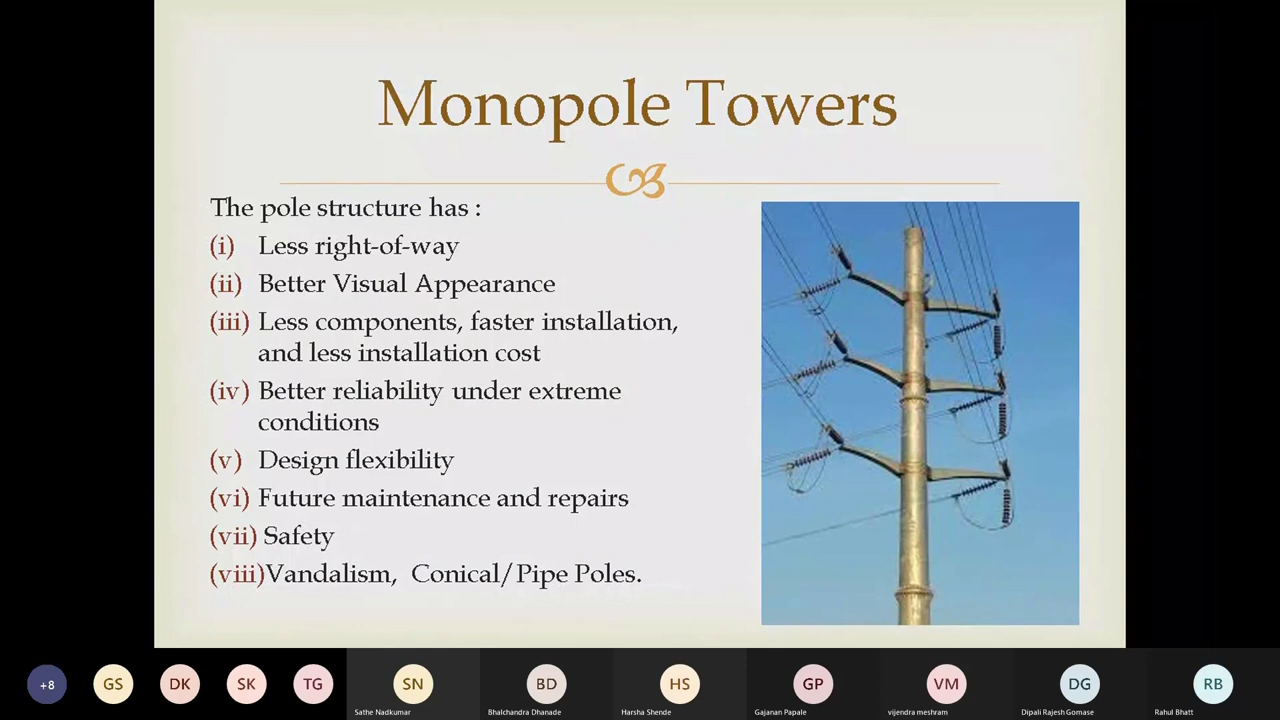 Monopole Towers
The pole structure has :
(i) Less right-of-way
(ii) Better Visual Appearance
(iii) Less components, faster installation,
and less installation cost
(iv) Better reliability under extreme
conditions
(v) Design flexibility
(vi) Future maintenance and repairs
(vii) Safety
(viii)Vandalism, Conical/Pipe Poles.
+8 GS DK SK TG SN BD HS GP VM DG RB
Sathe Nadkumar Bhalchandra Dhanade Harsha Shende Gajanan Papale vijendra meshram Dipali Rajesh Gomase Rahul Bhatt